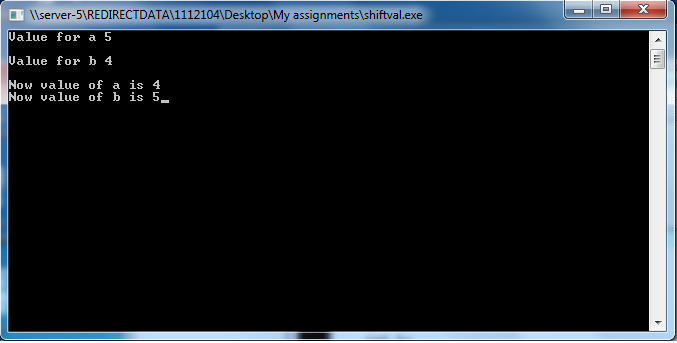 \\server-5\REDIRECTDATA\1112104\Desktop\My assignments\shiftval.exe
Value for a 5
Value for b 4
Now value of a is 4
Now value of b is 5